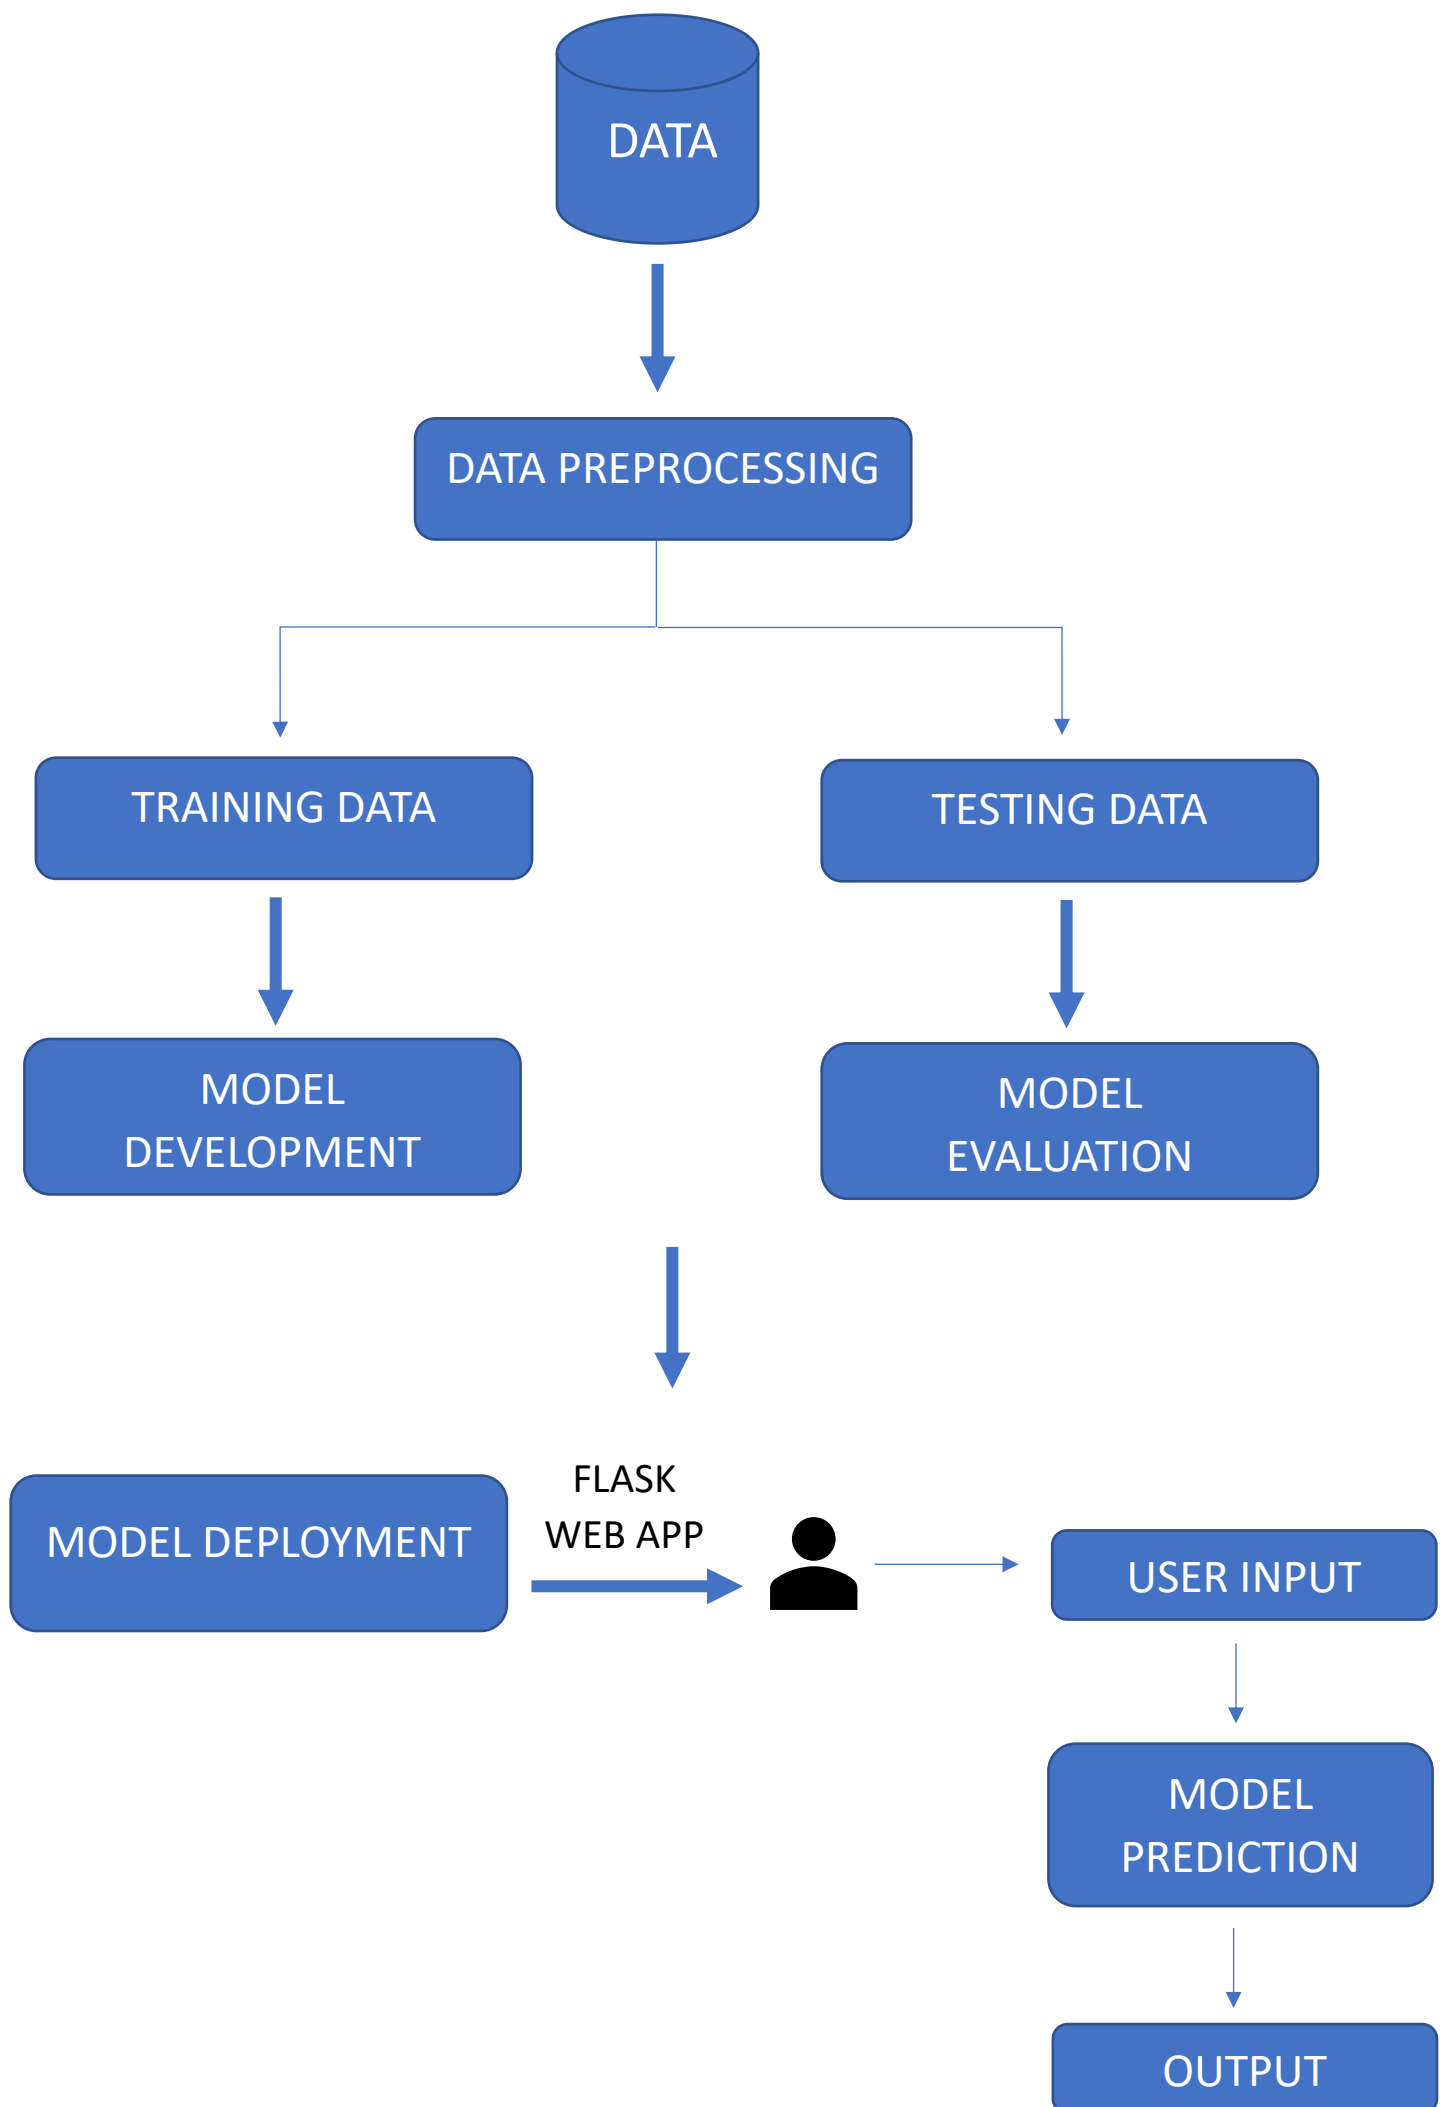 DATA
DATA PREPROCESSING
TRAINING DATA
TESTING DATA
MODEL
DEVELOPMENT
MODEL
EVALUATION
MODEL DEPLOYMENT
FLASK
WEB APP
USER INPUT
MODEL
PREDICTION
OUTPUT